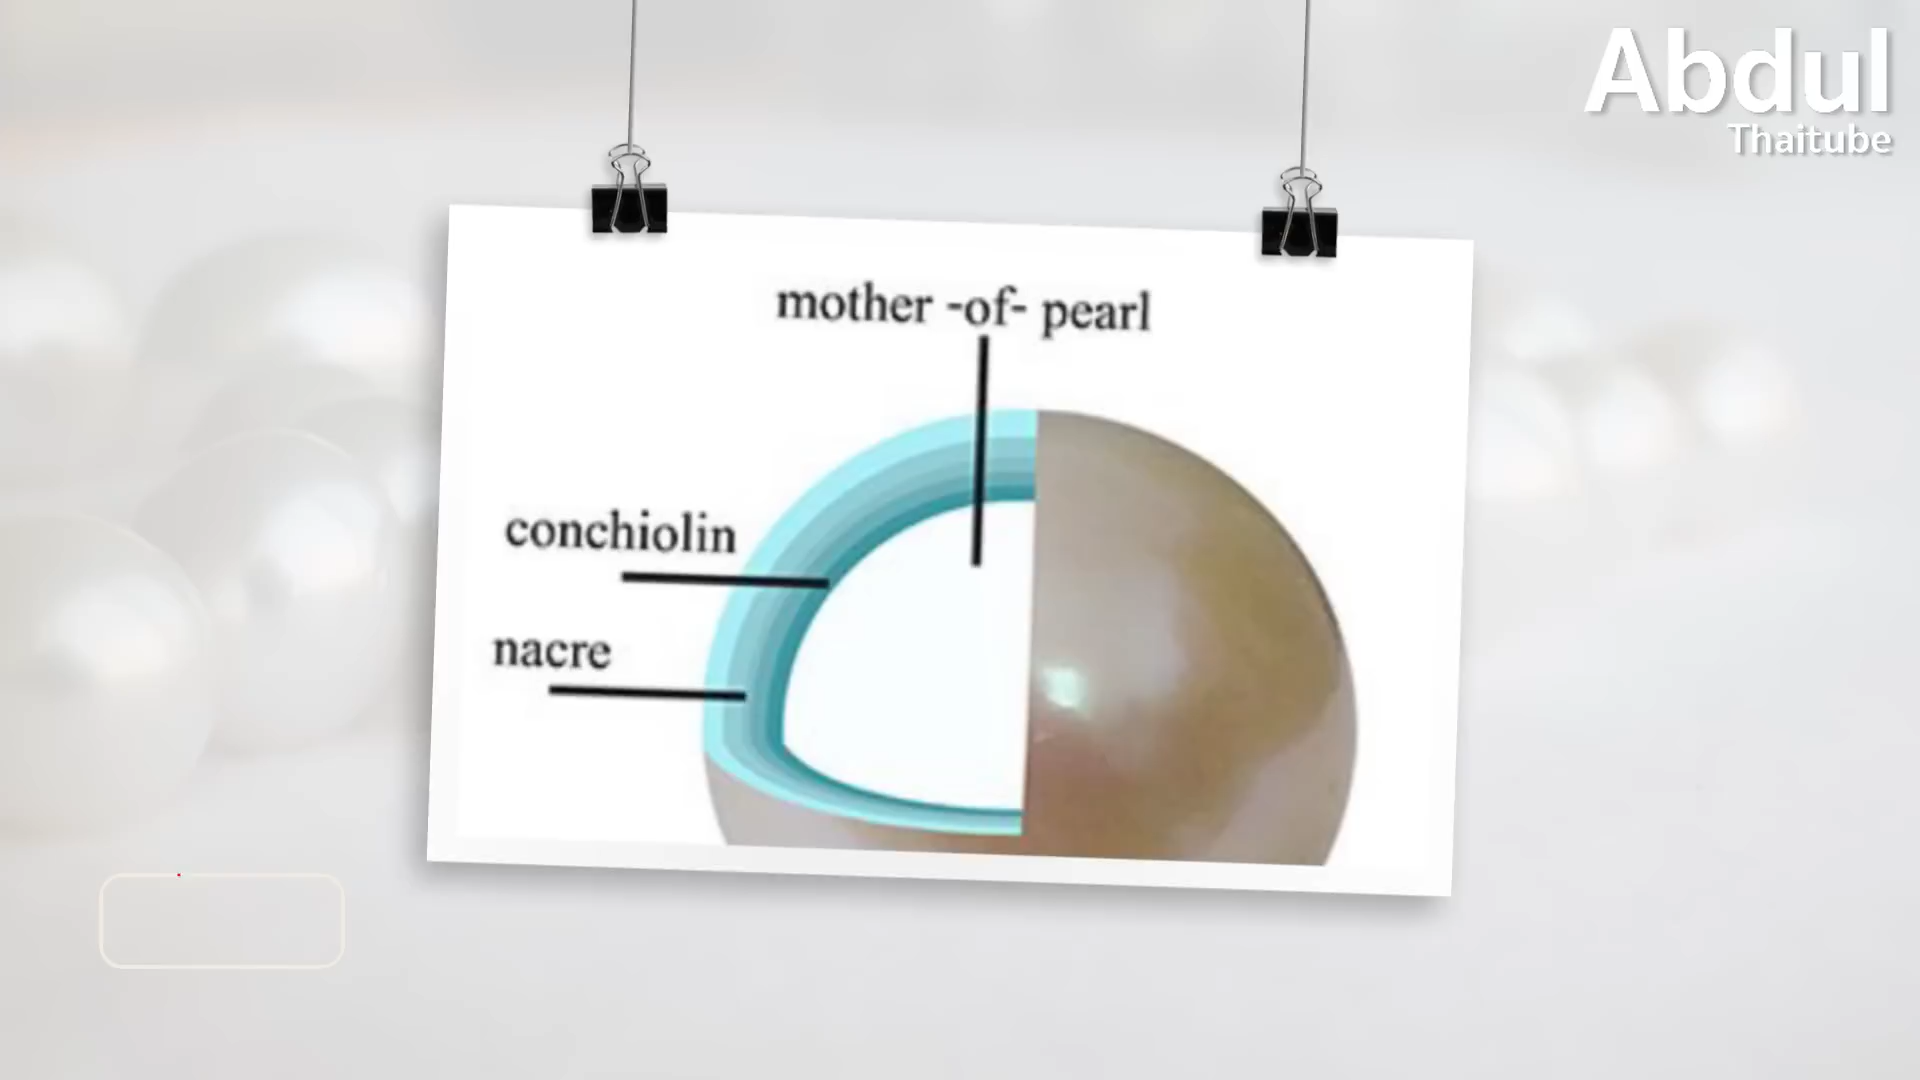 Abdul
Thaitube
mother -of- pearl
conchiolin
nacre